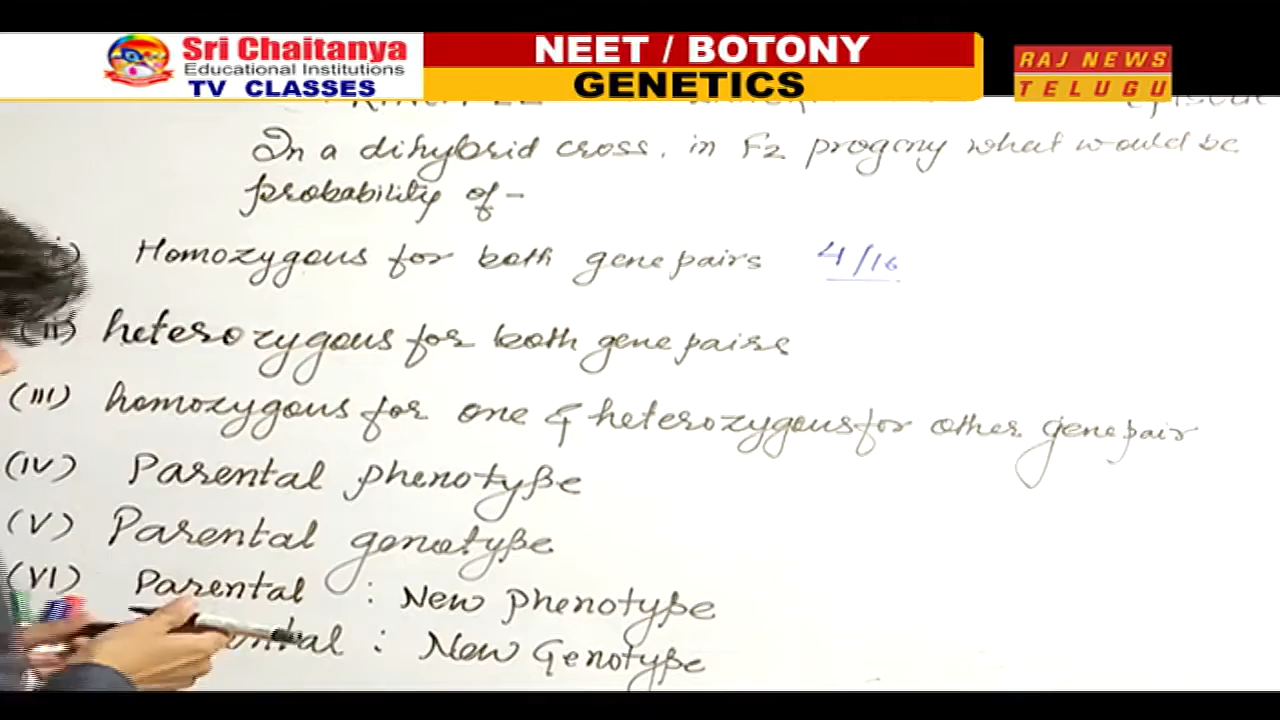 Sri Chaitanya
Educational Institutions
TV CLASSES
NEET / BOTONY
GENETICS
RAJ NEWS
TELUGU
In a dihybrid cross, in F2 progeny what would be
probability of -
i) Homozygous for both gene pairs 4/16
(ii) heterozygous for both gene pairs
(III) homozygous for one & heterozygous for other gene pair
(IV) Parental phenotype
(V) Parental genotype
(VI) Parental : New phenotype
: New Genotype